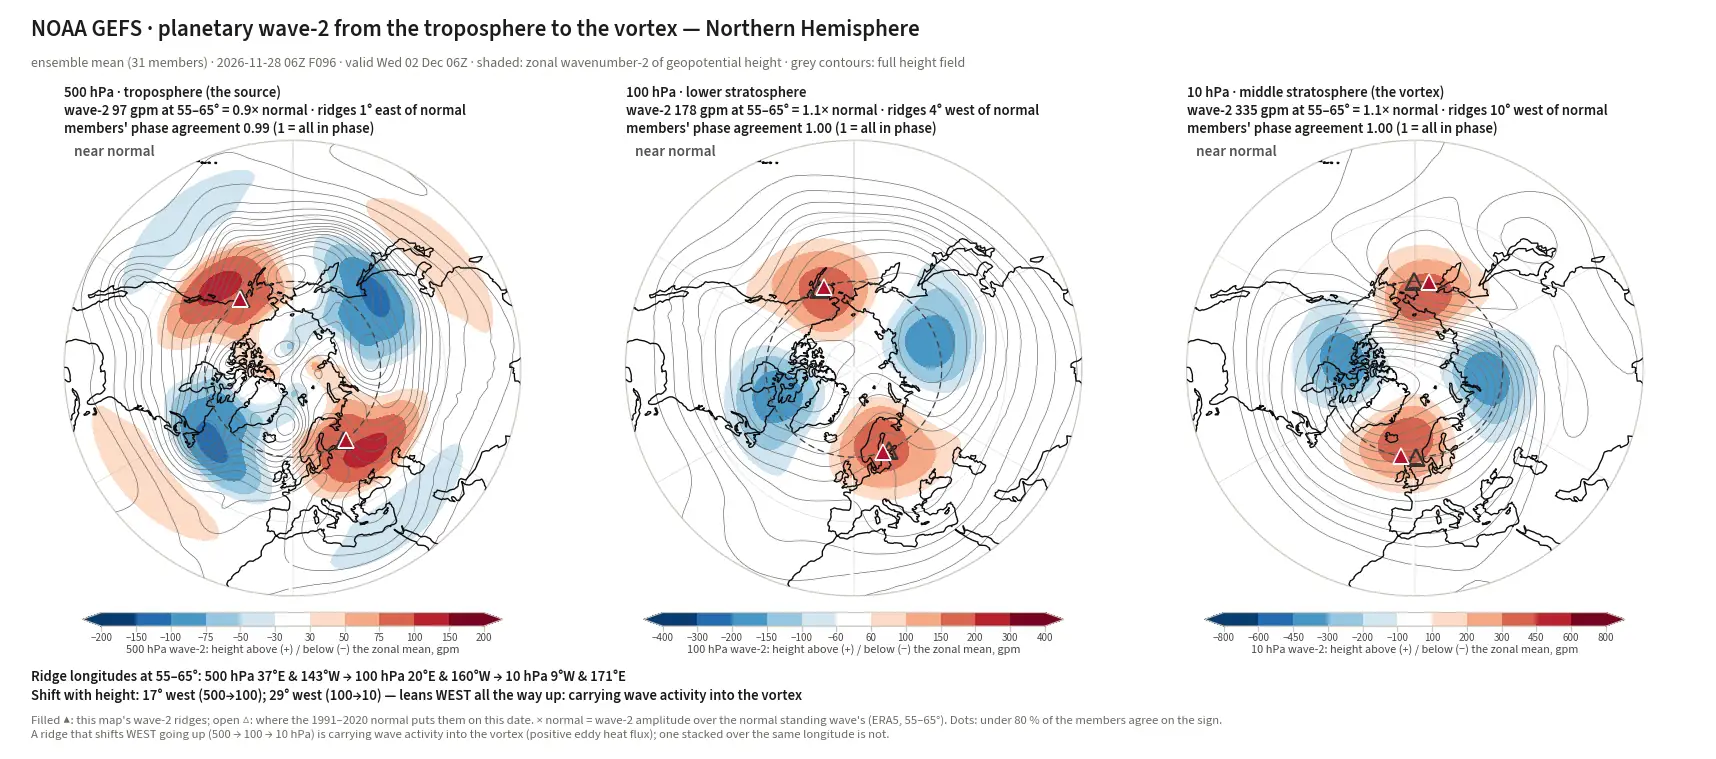 NOAA GEFS · planetary wave-2 from the troposphere to the vortex — Northern Hemisphere
ensemble mean (31 members) · 2026-11-28 06Z F096 · valid Wed 02 Dec 06Z · shaded: zonal wavenumber-2 of geopotential height · grey contours: full height field
500 hPa · troposphere (the source)
wave-2 97 gpm at 55–65° = 0.9× normal · ridges 1° east of normal
members' phase agreement 0.99 (1 = all in phase)
near normal
100 hPa · lower stratosphere
wave-2 178 gpm at 55–65° = 1.1× normal · ridges 4° west of normal
members' phase agreement 1.00 (1 = all in phase)
near normal
10 hPa · middle stratosphere (the vortex)
wave-2 335 gpm at 55–65° = 1.1× normal · ridges 10° west of normal
members' phase agreement 1.00 (1 = all in phase)
near normal
−200 −150 −100 −75 −50 −30 30 50 75 100 150 200
500 hPa wave-2: height above (+) / below (−) the zonal mean, gpm
−400 −300 −200 −150 −100 −60 60 100 150 200 300 400
100 hPa wave-2: height above (+) / below (−) the zonal mean, gpm
−800 −600 −450 −300 −200 −100 100 200 300 450 600 800
10 hPa wave-2: height above (+) / below (−) the zonal mean, gpm
Ridge longitudes at 55–65°: 500 hPa 37°E & 143°W → 100 hPa 20°E & 160°W → 10 hPa 9°W & 171°E
Shift with height: 17° west (500→100); 29° west (100→10) — leans WEST all the way up: carrying wave activity into the vortex
Filled ▲: this map's wave-2 ridges; open △: where the 1991–2020 normal puts them on this date. × normal = wave-2 amplitude over the normal standing wave's (ERA5, 55–65°). Dots: under 80 % of the members agree on the sign.
A ridge that shifts WEST going up (500 → 100 → 10 hPa) is carrying wave activity into the vortex (positive eddy heat flux); one stacked over the same longitude is not.